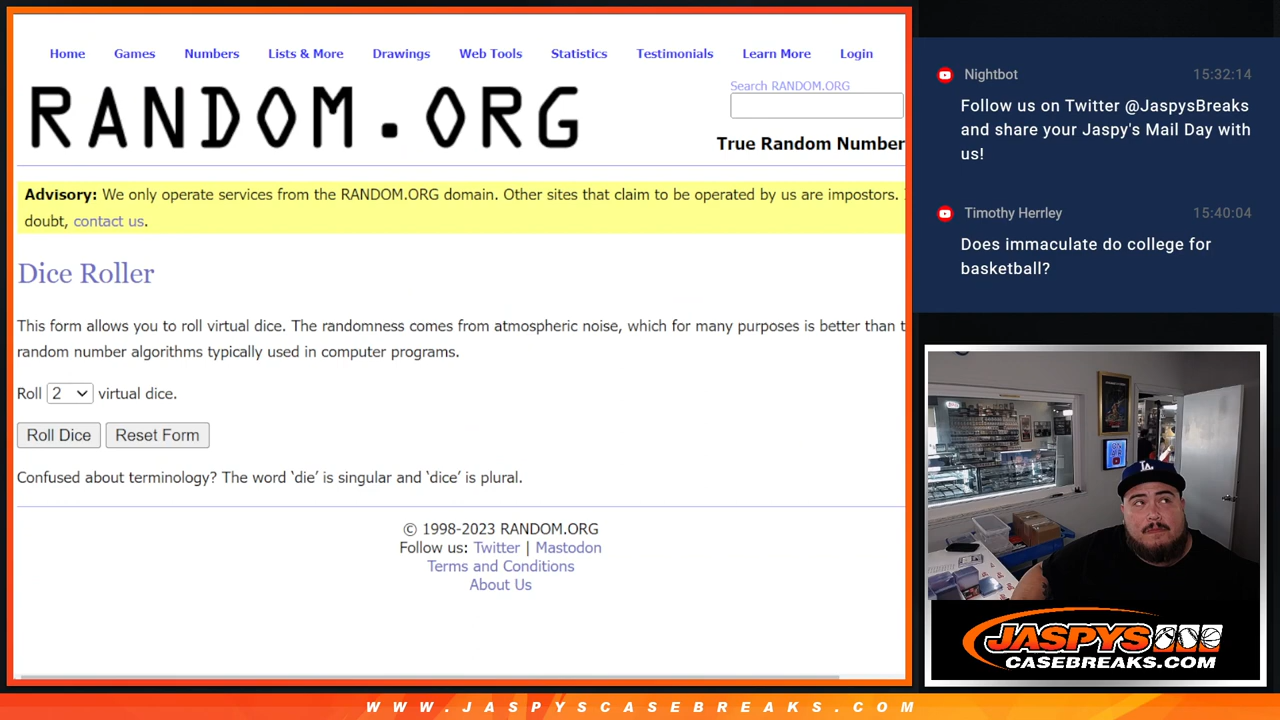 Home Games Numbers Lists & More Drawings Web Tools Statistics Testimonials Learn More Login
RANDOM.ORG
Search RANDOM.ORG
True Random Number
Advisory: We only operate services from the RANDOM.ORG domain. Other sites that claim to be operated by us are impostors.
doubt, contact us.
Dice Roller
This form allows you to roll virtual dice. The randomness comes from atmospheric noise, which for many purposes is better than
random number algorithms typically used in computer programs.
Roll 2 virtual dice.
Roll Dice Reset Form
Confused about terminology? The word ‘die’ is singular and ‘dice’ is plural.
© 1998-2023 RANDOM.ORG
Follow us: Twitter | Mastodon
Terms and Conditions
About Us
Nightbot 15:32:14
Follow us on Twitter @JaspysBreaks
and share your Jaspy's Mail Day with
us!
Timothy Herrley 15:40:04
Does immaculate do college for
basketball?
LA
JASPYS
CASEBREAKS.COM
WWW.JASPYSCASEBREAKS.COM